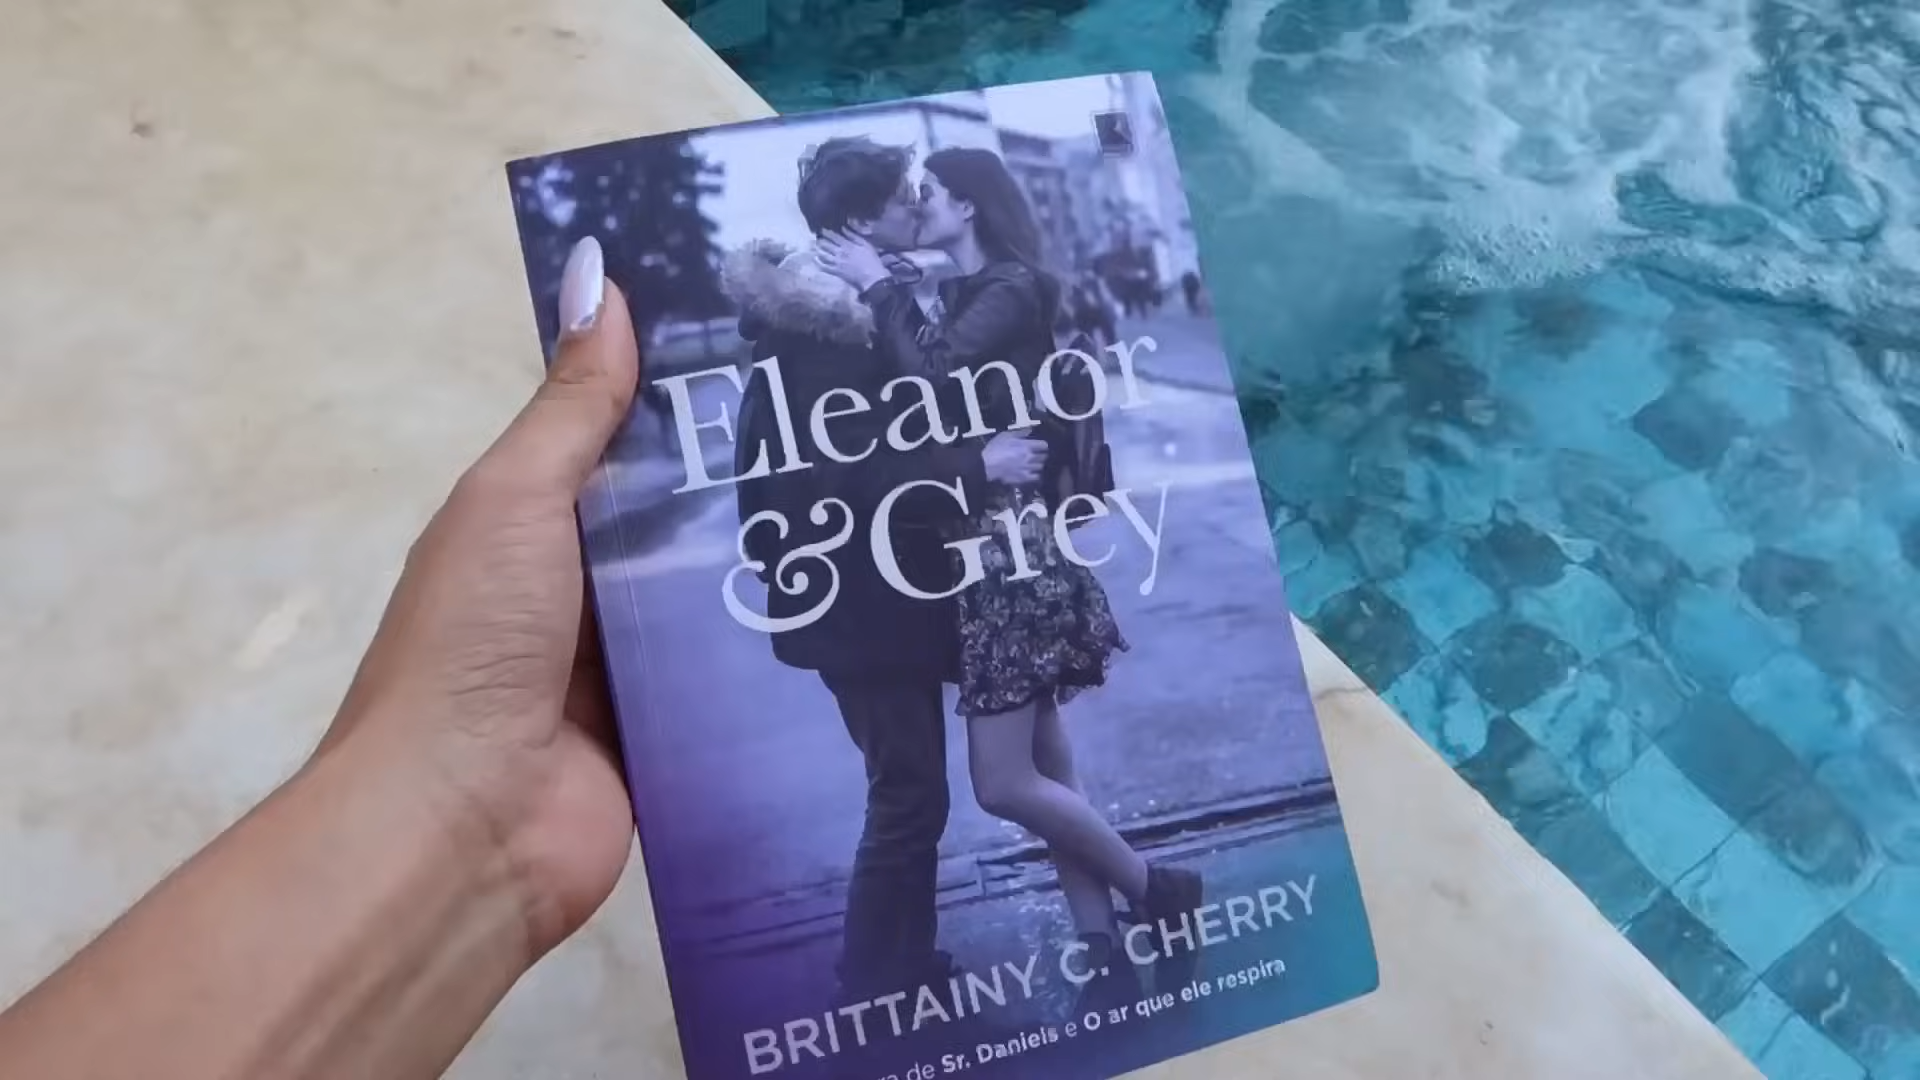 Eleanor
& Grey
BRITTAINY C. CHERRY
de Sr. Daniels e O ar que ele respira